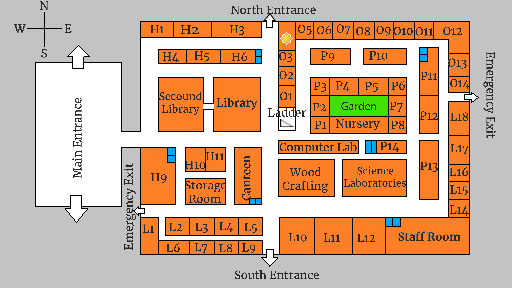 N
W E
S
North Entrance
H1 H2 H3
O5 O6 O7 O8 O9 O10 O11 O12
H4 H5 H6
O3
O2
O1
Ladder
P9 P10
P11
O13
O14
Emergency Exit
Main Entrance
Secound
Library
Library
P3 P4 P5 P6
P2 Garden P7
P1 Nursery P8
P12
L18
Computer Lab P14
L17
H9
H10
H11
Storage
Room
Canteen
Wood
Crafting
Science
Laboratories
P13
L16
L15
L14
Emergency Exit
L1
L2 L3 L4 L5
L6 L7 L8 L9
L10 L11 L12 Staff Room
South Entrance